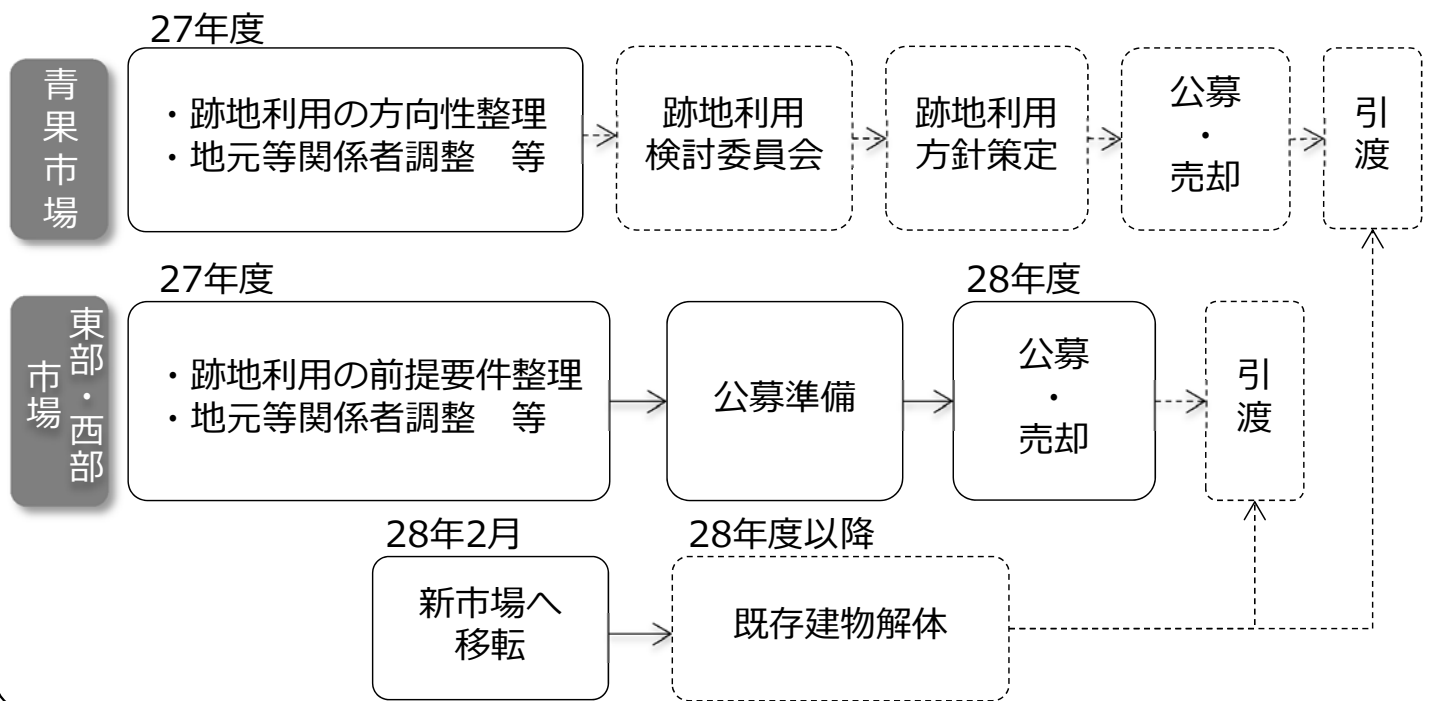 27年度
青果市場
・跡地利用の方向性整理
・地元等関係者調整　等
跡地利用
検討委員会
跡地利用
方針策定
公募
・
売却
引渡
27年度
28年度
東部・西部
市場
・跡地利用の前提要件整理
・地元等関係者調整　等
公募準備
公募
・
売却
引渡
28年2月
28年度以降
新市場へ
移転
既存建物解体